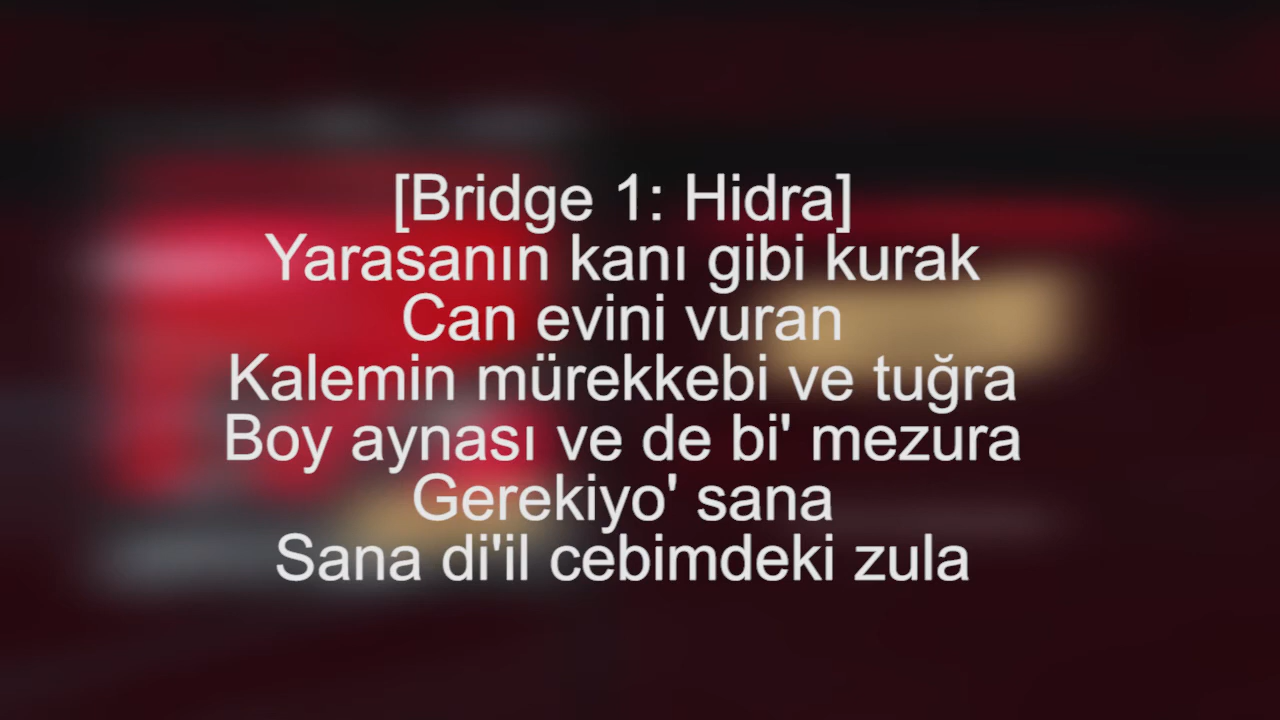 [Bridge 1: Hidra]
Yarasanın kanı gibi kurak
Can evini vuran
Kalemin mürekkebi ve tuğra
Boy aynası ve de bi' mezura
Gerekiyo' sana
Sana di'il cebimdeki zula